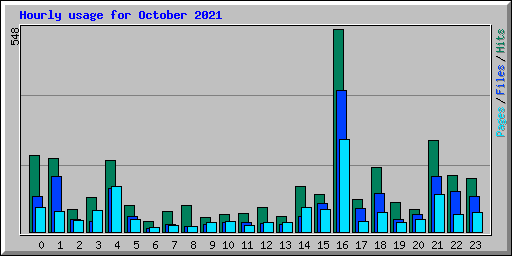 Hourly usage for October 2021
548
Pages/Files/Hits
0 1 2 3 4 5 6 7 8 9 10 11 12 13 14 15 16 17 18 19 20 21 22 23